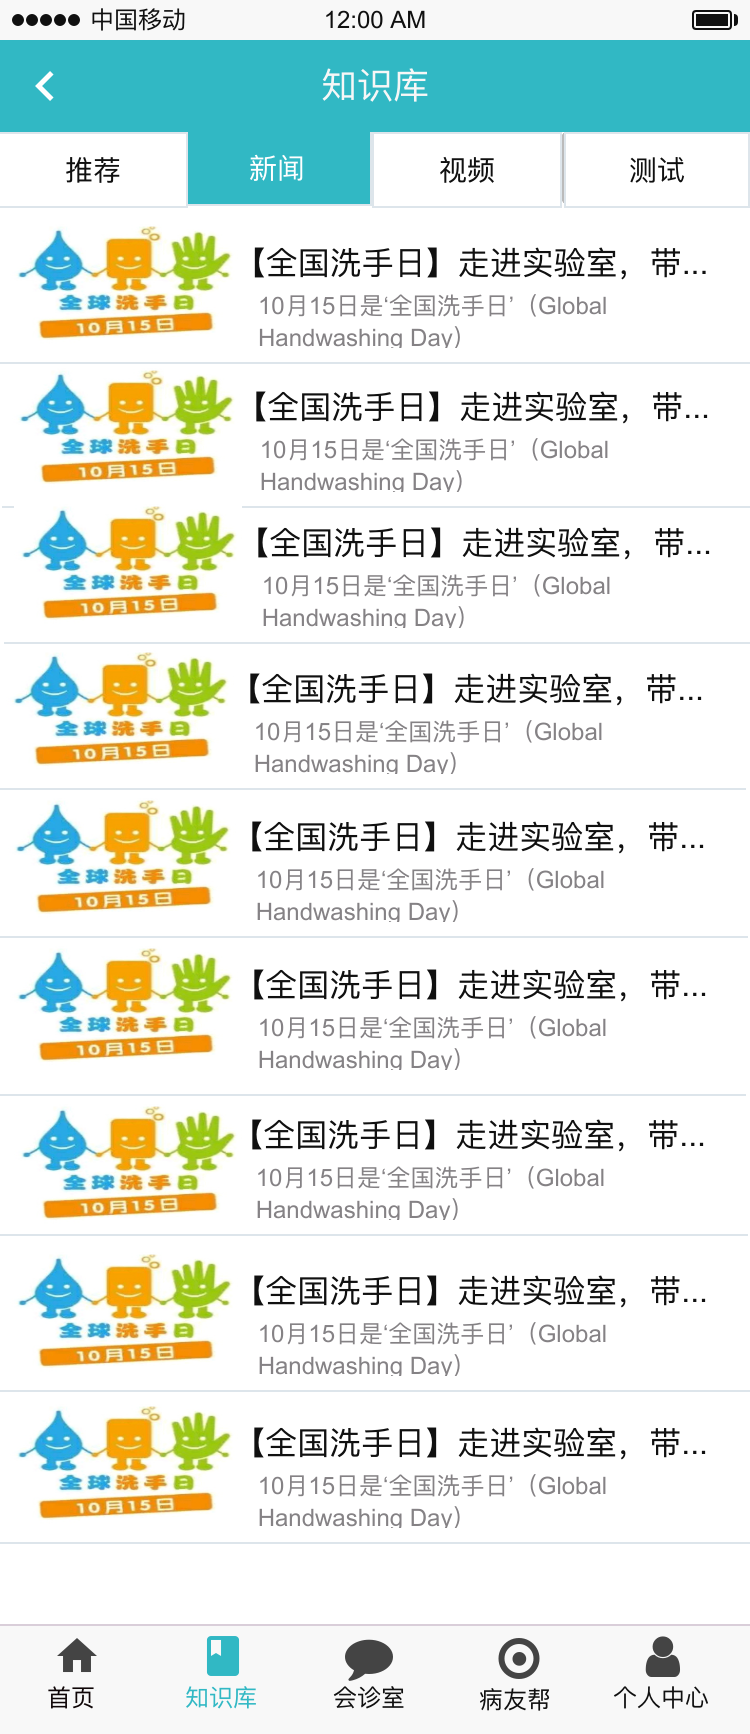 中国移动 12:00 AM
知识库
推荐 新闻 视频 测试
全球洗手日
10月15日
【全国洗手日】走进实验室，带...
10月15日是‘全国洗手日’（Global
Handwashing Day）
全球洗手日
10月15日
【全国洗手日】走进实验室，带...
10月15日是‘全国洗手日’（Global
Handwashing Day）
全球洗手日
10月15日
【全国洗手日】走进实验室，带...
10月15日是‘全国洗手日’（Global
Handwashing Day）
全球洗手日
10月15日
【全国洗手日】走进实验室，带...
10月15日是‘全国洗手日’（Global
Handwashing Day）
全球洗手日
10月15日
【全国洗手日】走进实验室，带...
10月15日是‘全国洗手日’（Global
Handwashing Day）
全球洗手日
10月15日
【全国洗手日】走进实验室，带...
10月15日是‘全国洗手日’（Global
Handwashing Day）
全球洗手日
10月15日
【全国洗手日】走进实验室，带...
10月15日是‘全国洗手日’（Global
Handwashing Day）
全球洗手日
10月15日
【全国洗手日】走进实验室，带...
10月15日是‘全国洗手日’（Global
Handwashing Day）
全球洗手日
10月15日
【全国洗手日】走进实验室，带...
10月15日是‘全国洗手日’（Global
Handwashing Day）
首页 知识库 会诊室 病友帮 个人中心